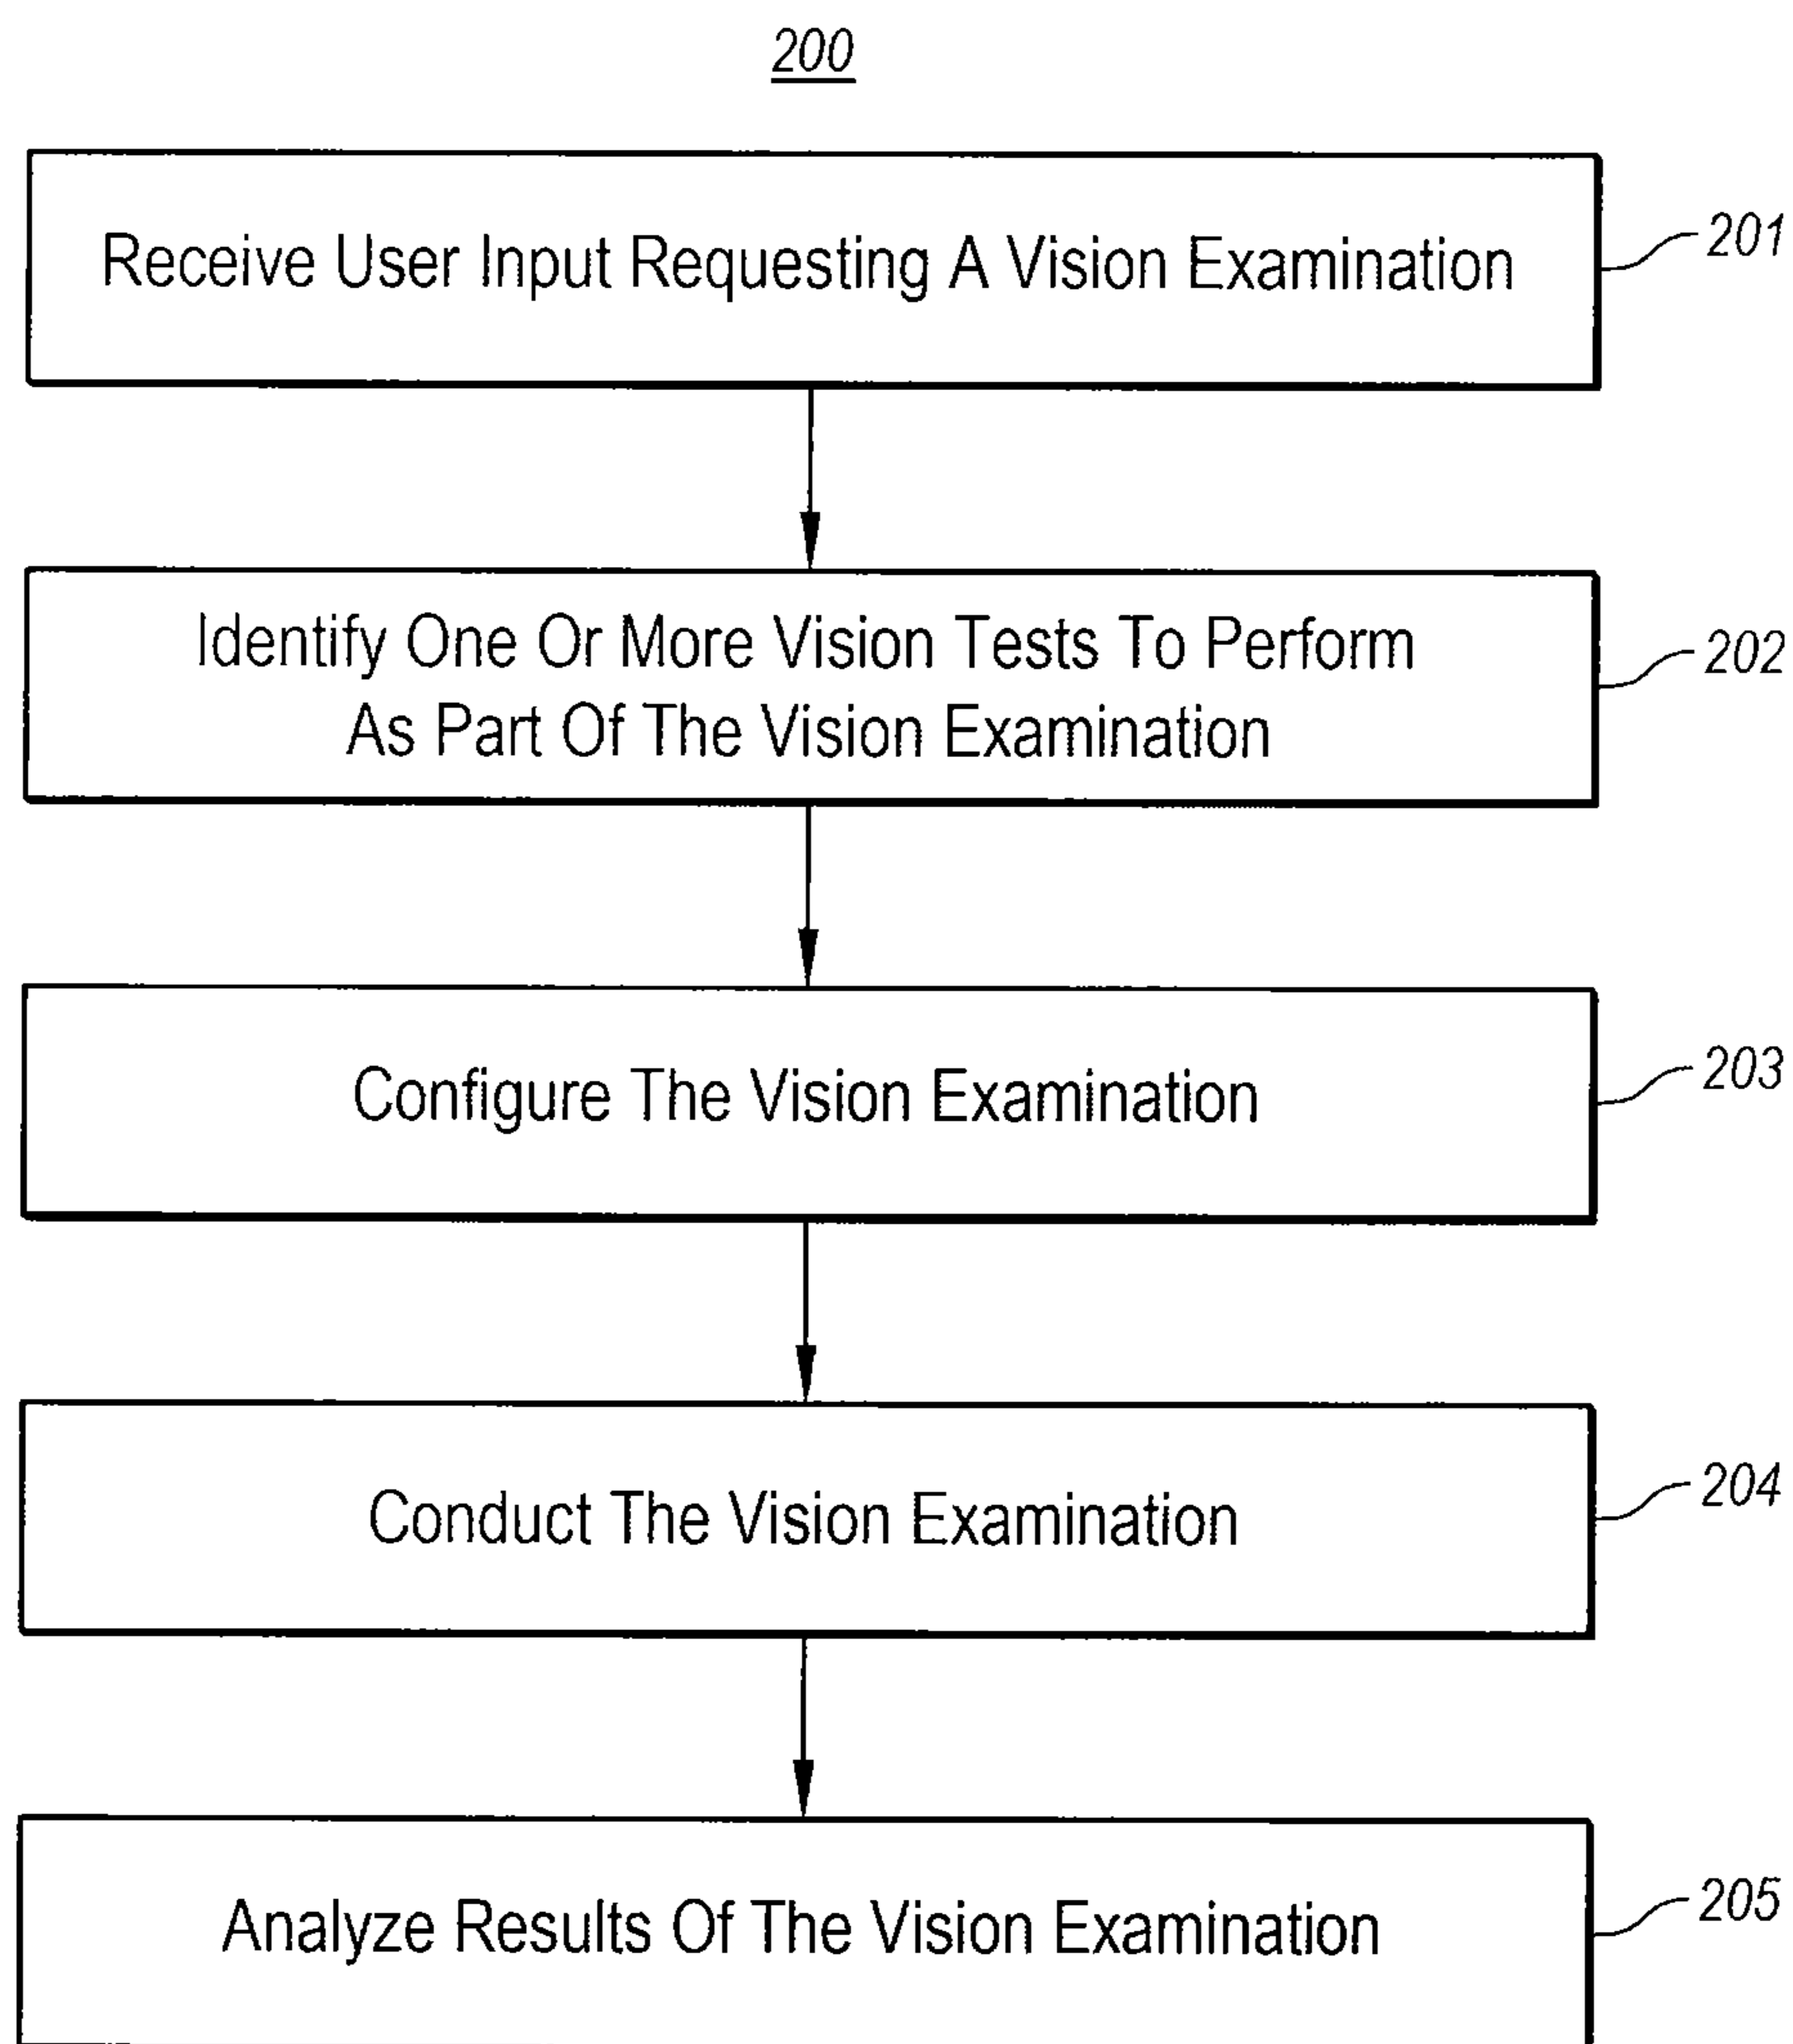 200
Receive User Input Requesting A Vision Examination
201
Identify One Or More Vision Tests To Perform
As Part Of The Vision Examination
202
Configure The Vision Examination
203
Conduct The Vision Examination
204
Analyze Results Of The Vision Examination
205